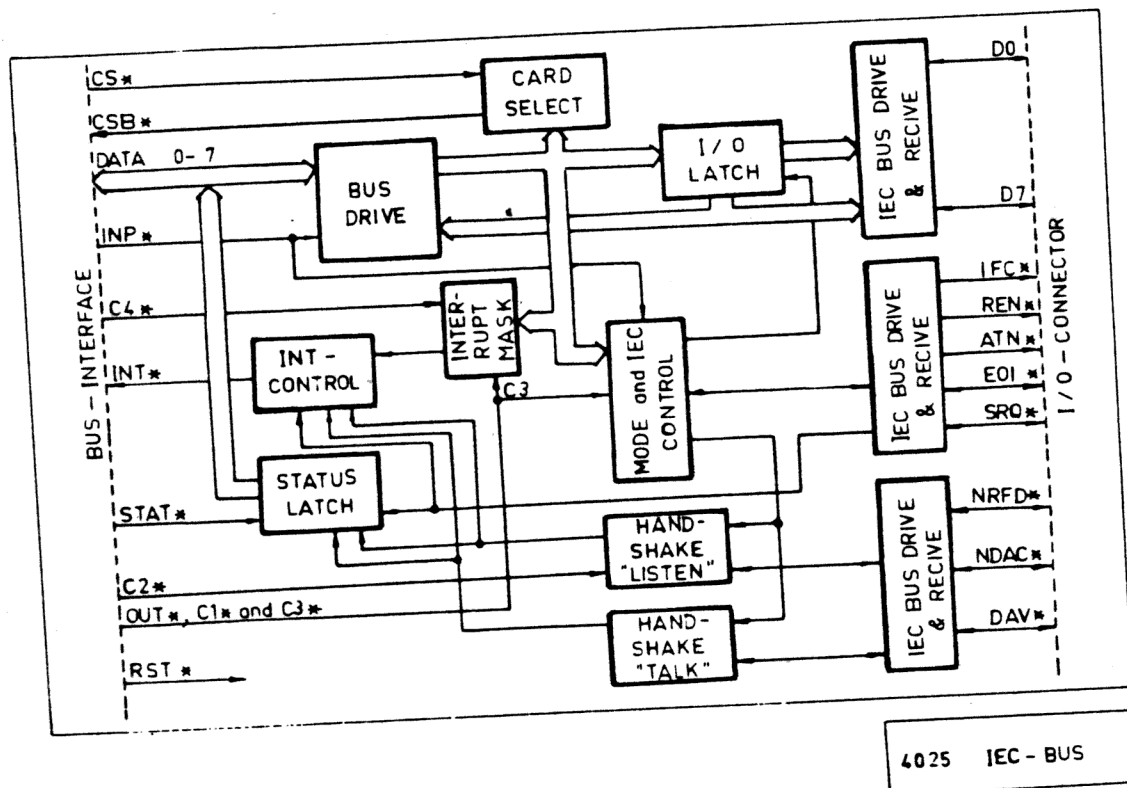 CS*
CSB*
DATA 0-7
INP*
C4*
INT*
STAT*
C2*
OUT*, C1* and C3*
RST*
BUS-INTERFACE
CARD
SELECT
BUS
DRIVE
I/O
LATCH
INTER-
RUPT
MASK
INT-
CONTROL
C3
STATUS
LATCH
MODE and IEC
CONTROL
HAND-
SHAKE
"LISTEN"
HAND-
SHAKE
"TALK"
IEC BUS DRIVE
& RECIVE
IEC BUS DRIVE
& RECIVE
IEC BUS DRIVE
& RECIVE
D0
D7
IFC*
REN*
ATN*
EOI*
SRQ*
NRFD*
NDAC*
DAV*
I/O-CONNECTOR
4025 IEC-BUS